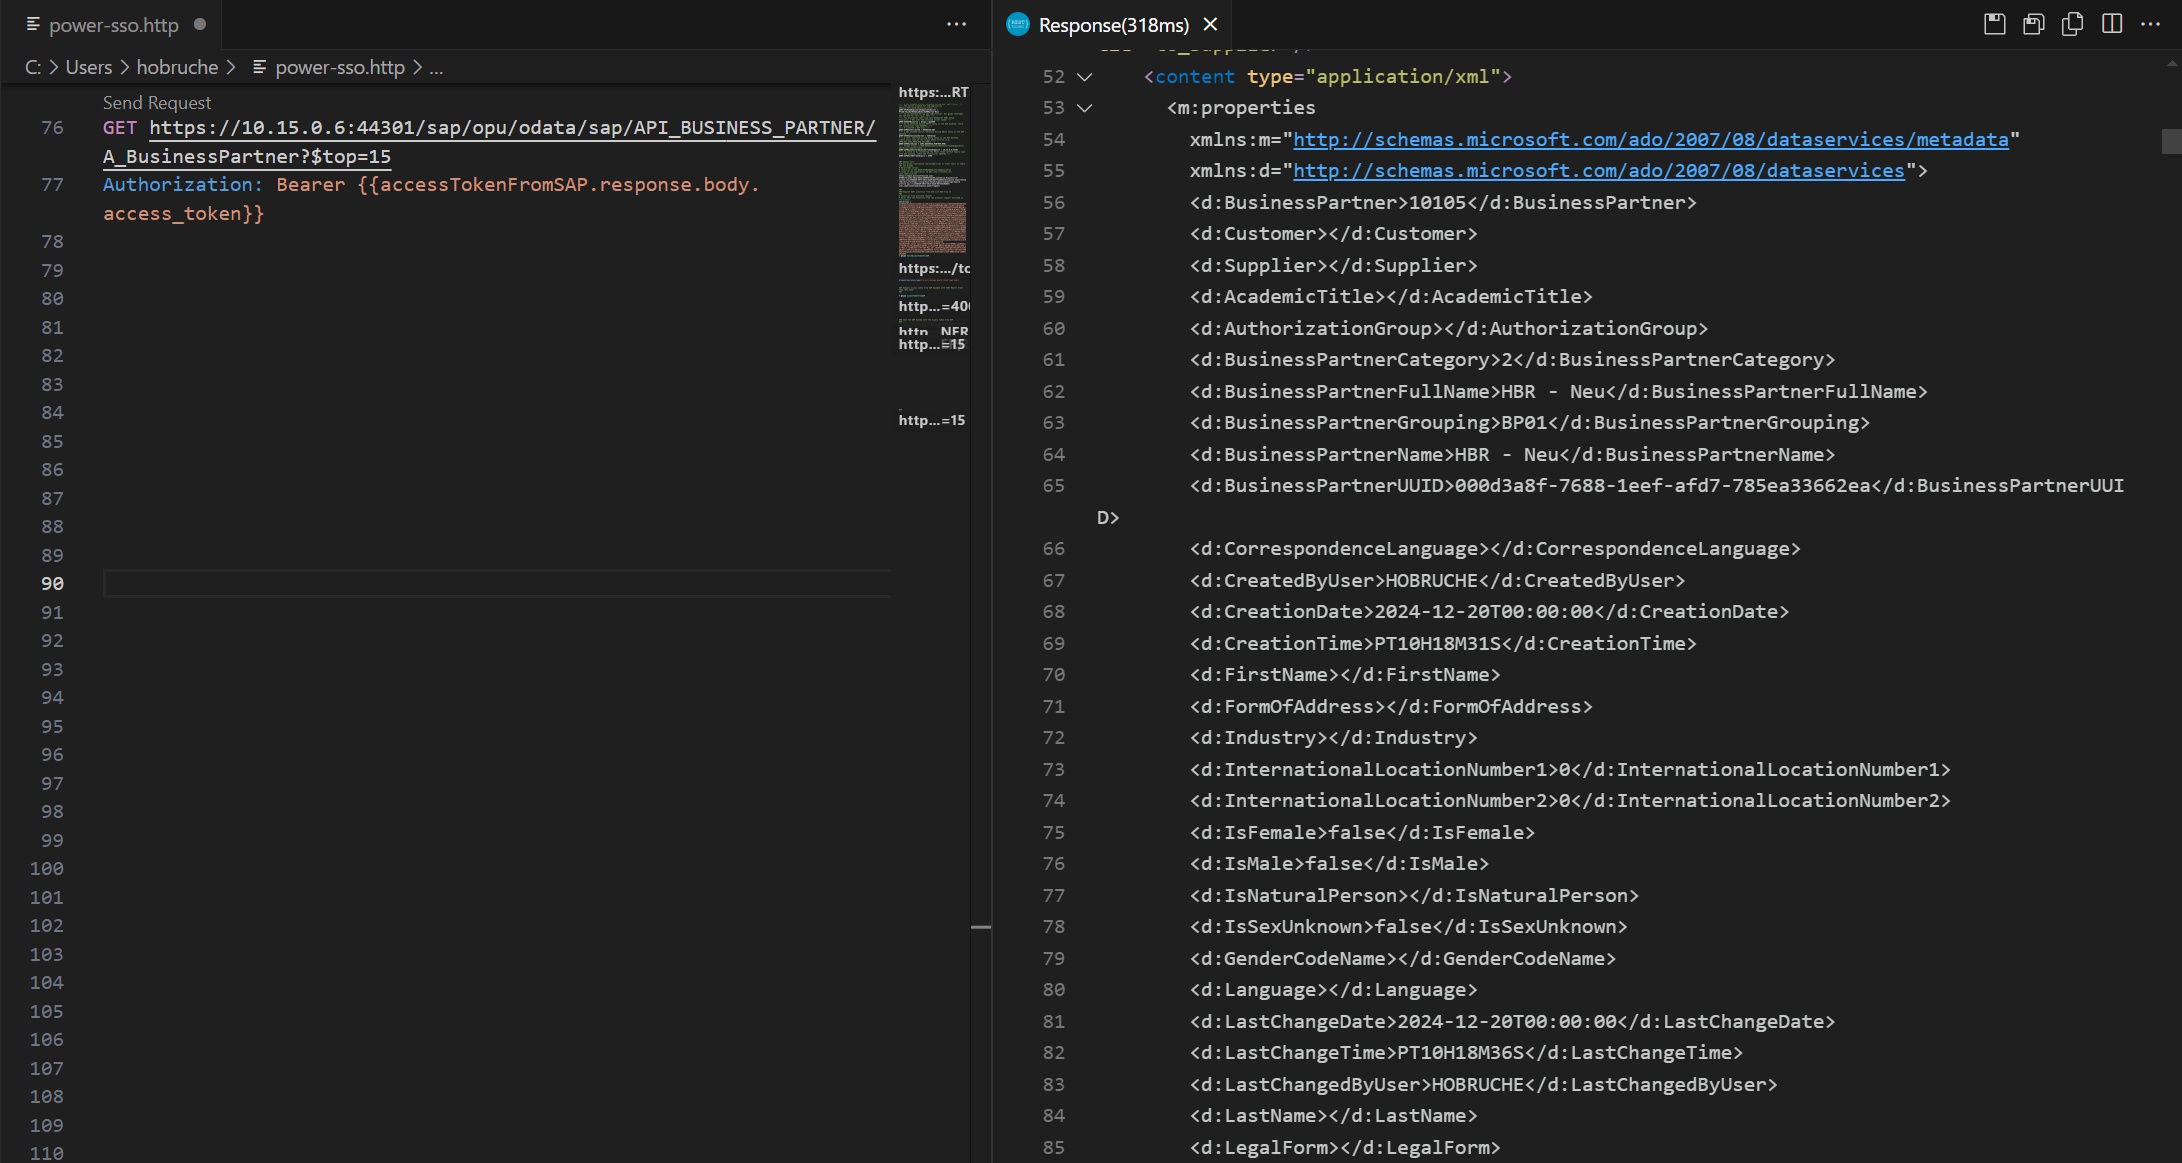 power-sso.http
C: > Users > hobruche > power-sso.http > ...
Send Request
76 GET https://10.15.0.6:44301/sap/opu/odata/sap/API_BUSINESS_PARTNER/
A_BusinessPartner?$top=15
77 Authorization: Bearer {{accessTokenFromSAP.response.body.
access_token}}
78
79
80
81
82
83
84
85
86
87
88
89
90
91
92
93
94
95
96
97
98
99
100
101
102
103
104
105
106
107
108
109
110
https:...RT
https:.../to
http...=400
http...NER
http...=15
http...=15
Response(318ms)
52 <content type="application/xml">
53 <m:properties
54 xmlns:m="http://schemas.microsoft.com/ado/2007/08/dataservices/metadata"
55 xmlns:d="http://schemas.microsoft.com/ado/2007/08/dataservices">
56 <d:BusinessPartner>10105</d:BusinessPartner>
57 <d:Customer></d:Customer>
58 <d:Supplier></d:Supplier>
59 <d:AcademicTitle></d:AcademicTitle>
60 <d:AuthorizationGroup></d:AuthorizationGroup>
61 <d:BusinessPartnerCategory>2</d:BusinessPartnerCategory>
62 <d:BusinessPartnerFullName>HBR - Neu</d:BusinessPartnerFullName>
63 <d:BusinessPartnerGrouping>BP01</d:BusinessPartnerGrouping>
64 <d:BusinessPartnerName>HBR - Neu</d:BusinessPartnerName>
65 <d:BusinessPartnerUUID>000d3a8f-7688-1eef-afd7-785ea33662ea</d:BusinessPartnerUUI
D>
66 <d:CorrespondenceLanguage></d:CorrespondenceLanguage>
67 <d:CreatedByUser>HOBRUCHE</d:CreatedByUser>
68 <d:CreationDate>2024-12-20T00:00:00</d:CreationDate>
69 <d:CreationTime>PT10H18M31S</d:CreationTime>
70 <d:FirstName></d:FirstName>
71 <d:FormOfAddress></d:FormOfAddress>
72 <d:Industry></d:Industry>
73 <d:InternationalLocationNumber1>0</d:InternationalLocationNumber1>
74 <d:InternationalLocationNumber2>0</d:InternationalLocationNumber2>
75 <d:IsFemale>false</d:IsFemale>
76 <d:IsMale>false</d:IsMale>
77 <d:IsNaturalPerson></d:IsNaturalPerson>
78 <d:IsSexUnknown>false</d:IsSexUnknown>
79 <d:GenderCodeName></d:GenderCodeName>
80 <d:Language></d:Language>
81 <d:LastChangeDate>2024-12-20T00:00:00</d:LastChangeDate>
82 <d:LastChangeTime>PT10H18M36S</d:LastChangeTime>
83 <d:LastChangedByUser>HOBRUCHE</d:LastChangedByUser>
84 <d:LastName></d:LastName>
85 <d:LegalForm></d:LegalForm>